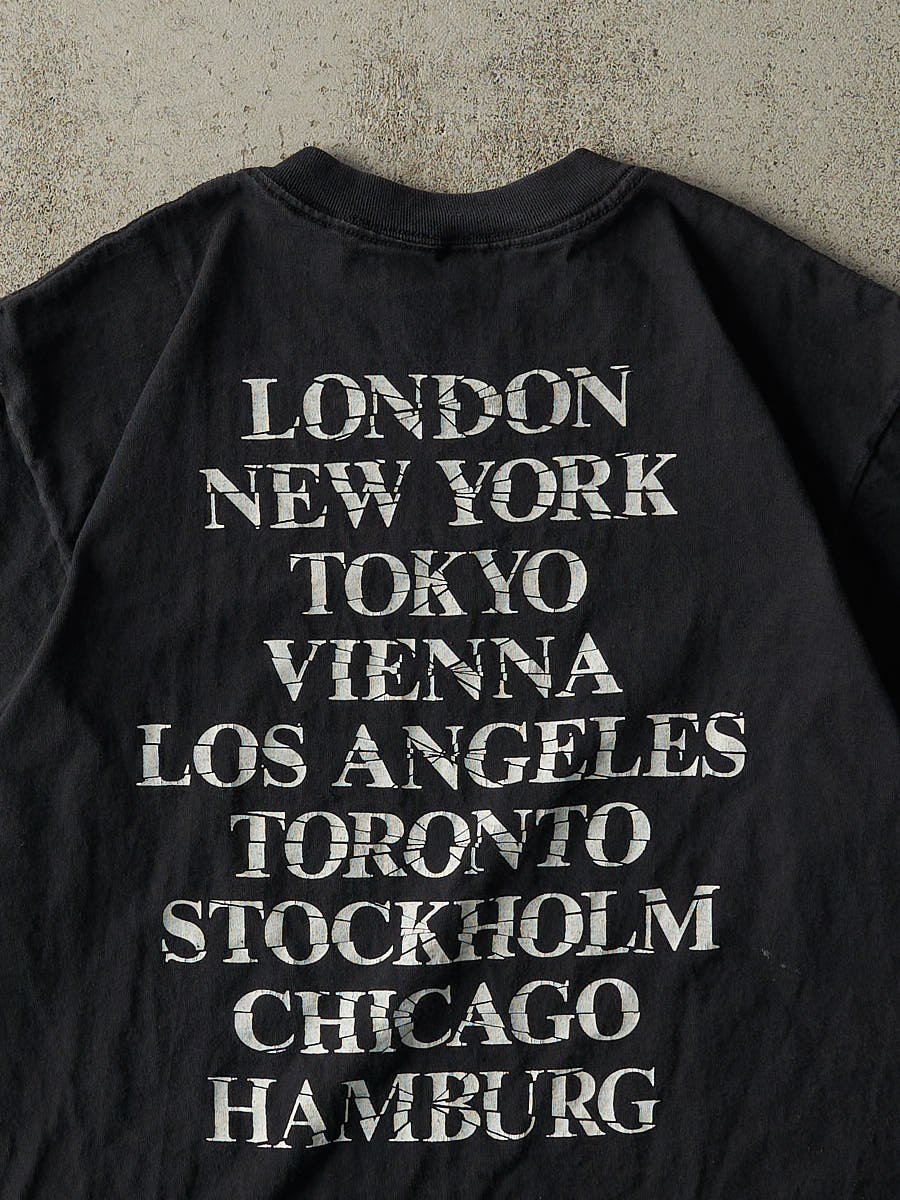 LONDON
NEW YORK
TOKYO
VIENNA
LOS ANGELES
TORONTO
STOCKHOLM
CHICAGO
HAMBURG